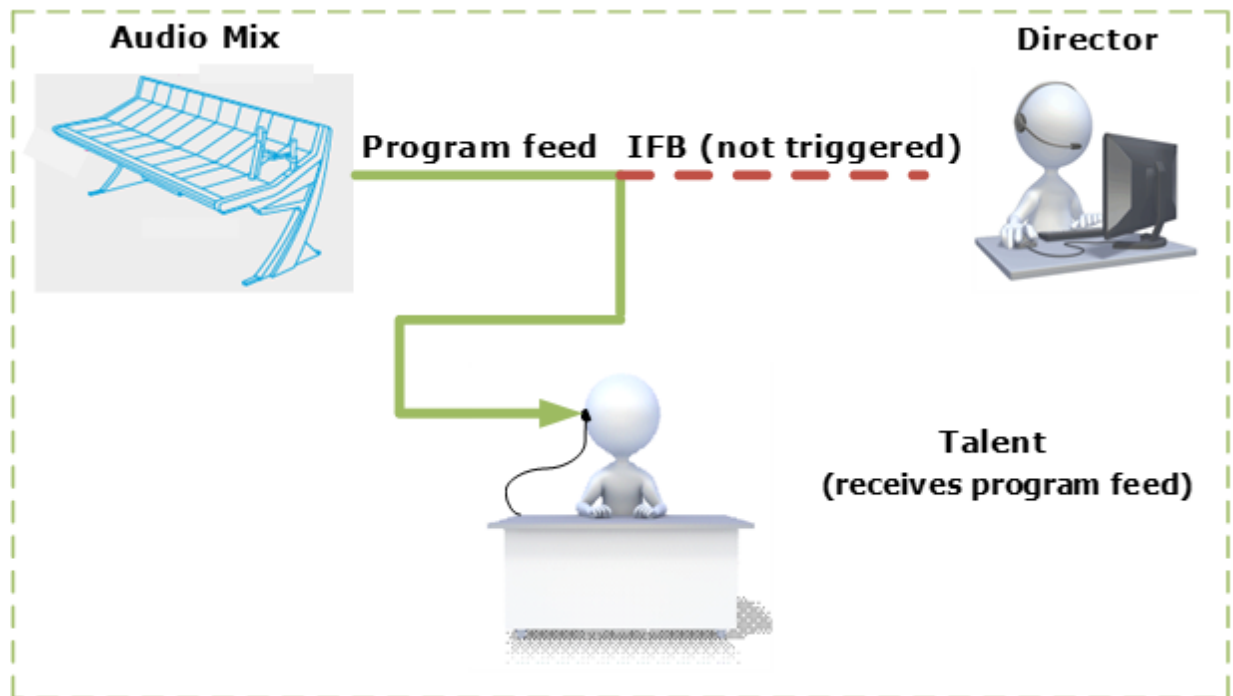 Audio Mix
Director
Program feed
IFB (not triggered)
Talent
(receives program feed)